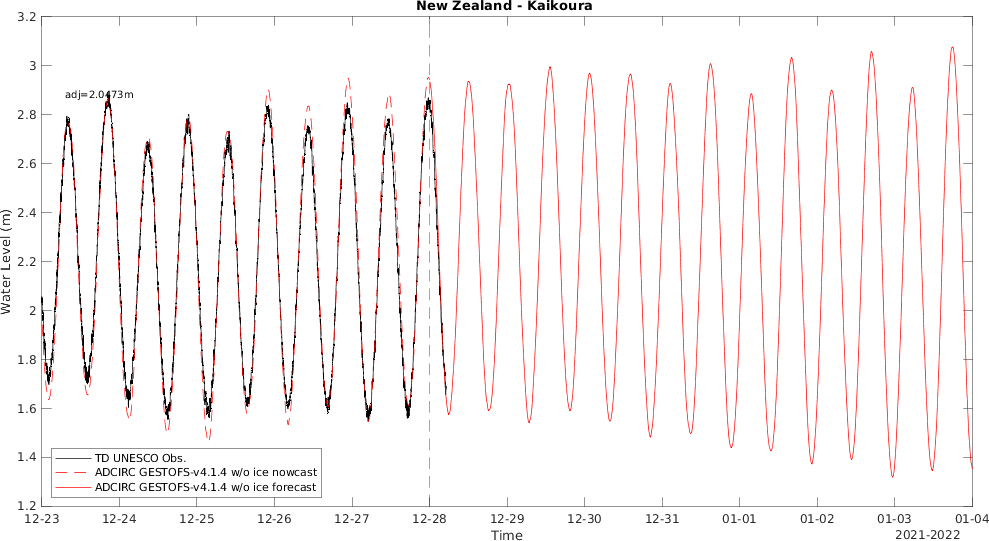 New Zealand - Kaikoura
3.2
3
2.8
2.6
2.4
2.2
2
1.8
1.6
1.4
1.2
Water Level (m)
adj=2.0473m
TD UNESCO Obs.
ADCIRC GESTOFS-v4.1.4 w/o ice nowcast
ADCIRC GESTOFS-v4.1.4 w/o ice forecast
12-23 12-24 12-25 12-26 12-27 12-28 12-29 12-30 12-31 01-01 01-02 01-03 01-04
Time
2021-2022